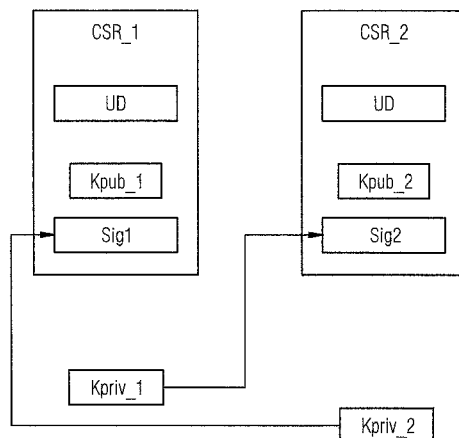 CSR_1
CSR_2
UD
UD
Kpub_1
Kpub_2
Sig1
Sig2
Kpriv_1
Kpriv_2